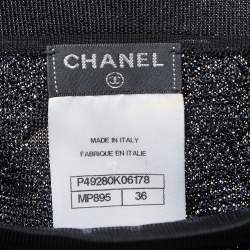 CHANEL
MADE IN ITALY
FABRIQUE EN ITALIE
P49280K06178
MP895 36